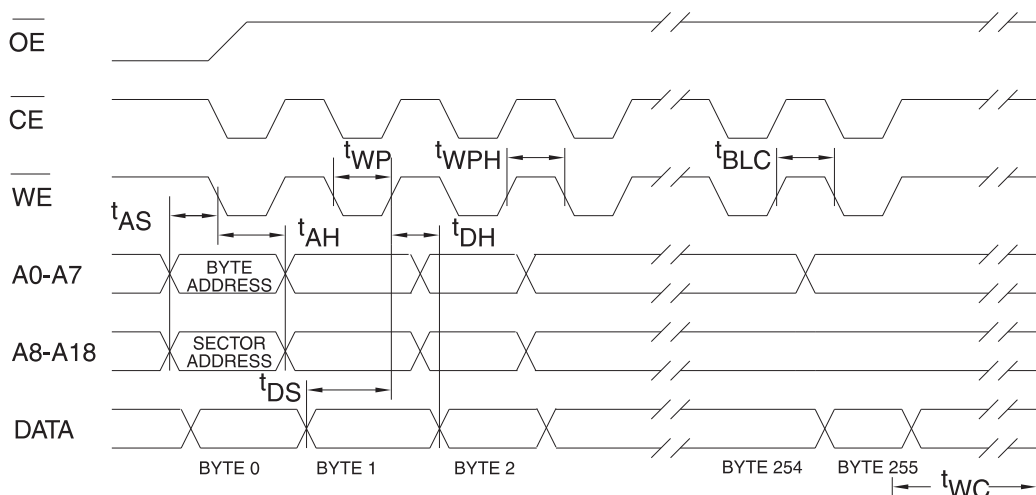 OE
CE
tWP
tWPH
tBLC
WE
tAS
tAH
tDH
A0-A7
BYTE
ADDRESS
A8-A18
SECTOR
ADDRESS
tDS
DATA
BYTE 0
BYTE 1
BYTE 2
BYTE 254
BYTE 255
tWC